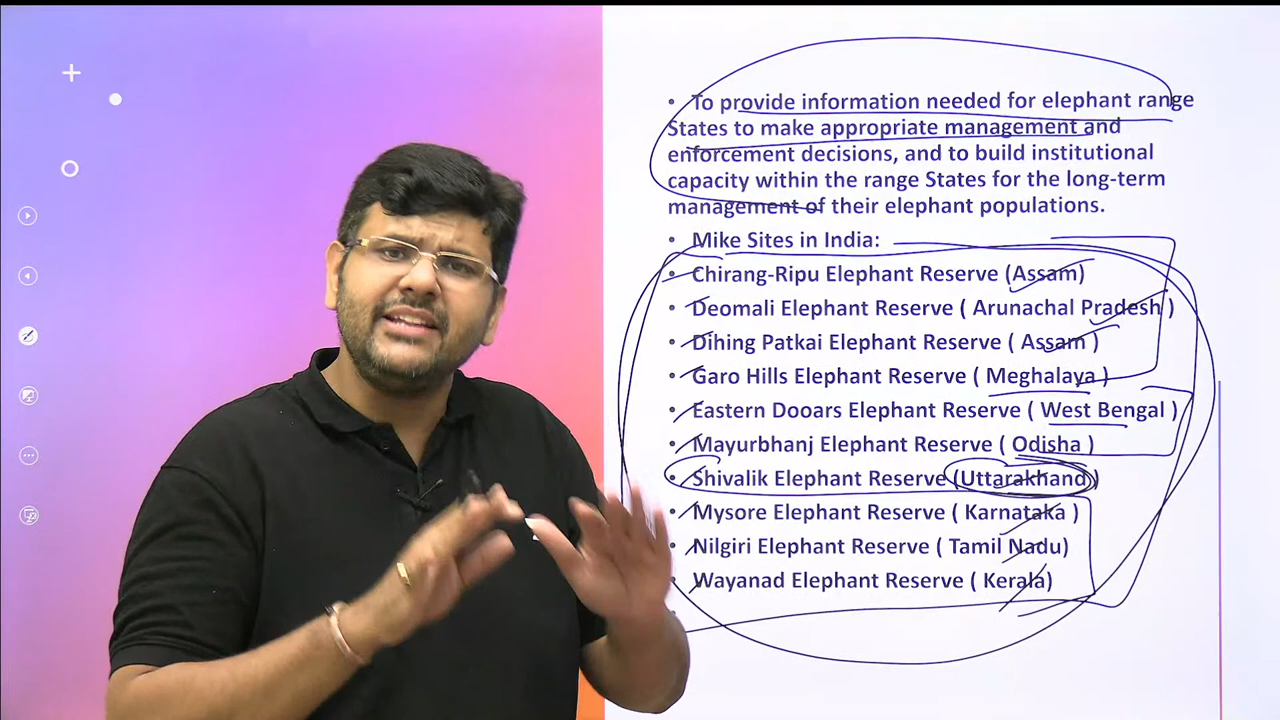 • To provide information needed for elephant range
States to make appropriate management and
enforcement decisions, and to build institutional
capacity within the range States for the long-term
management of their elephant populations.
• Mike Sites in India:
• Chirang-Ripu Elephant Reserve (Assam)
• Deomali Elephant Reserve ( Arunachal Pradesh )
• Dihing Patkai Elephant Reserve ( Assam )
• Garo Hills Elephant Reserve ( Meghalaya )
• Eastern Dooars Elephant Reserve ( West Bengal )
• Mayurbhanj Elephant Reserve ( Odisha )
• Shivalik Elephant Reserve (Uttarakhand )
• Mysore Elephant Reserve ( Karnataka )
• Nilgiri Elephant Reserve ( Tamil Nadu)
• Wayanad Elephant Reserve ( Kerala)